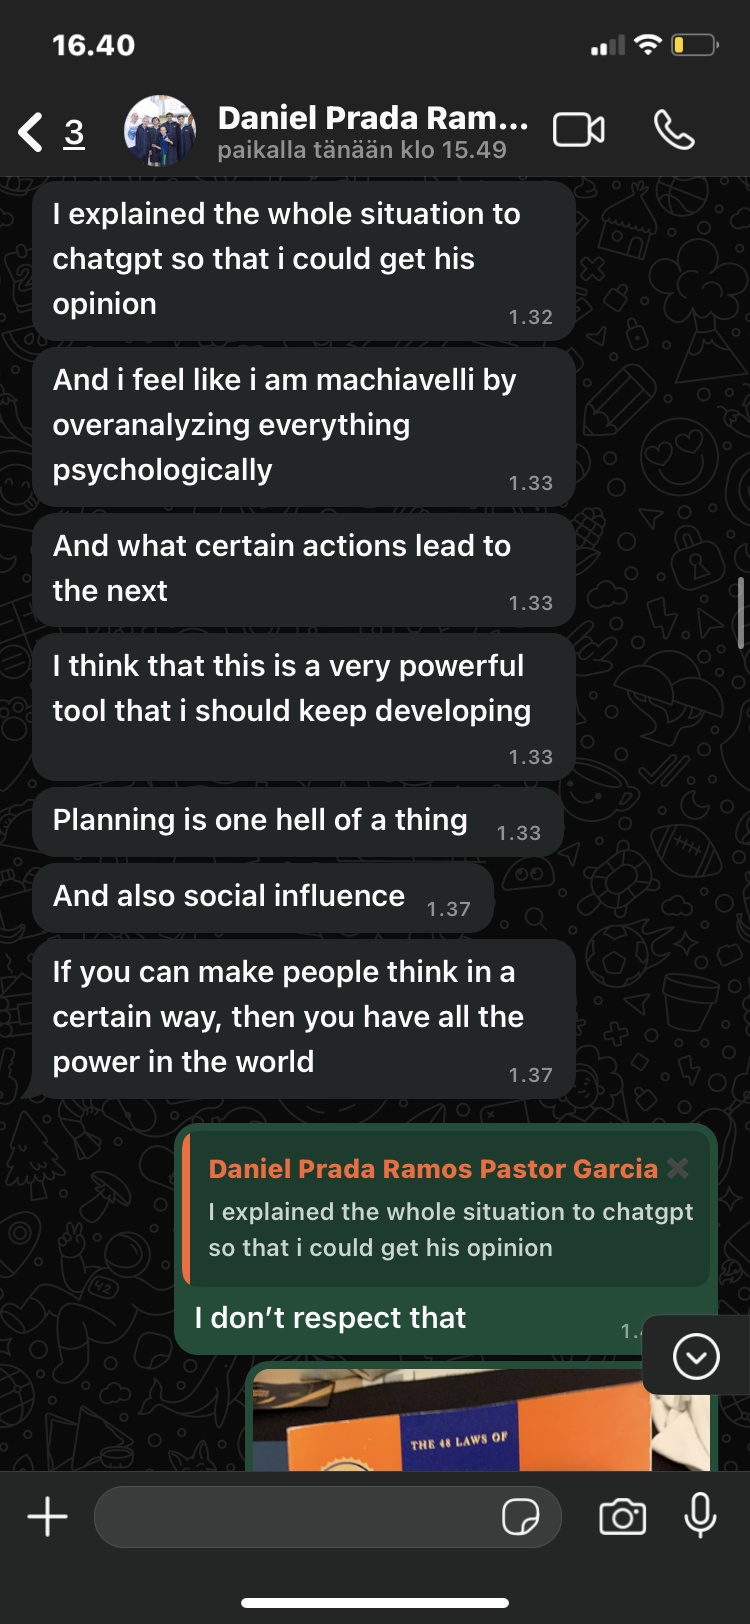 16.40
3
Daniel Prada Ram...
paikalla tänään klo 15.49
I explained the whole situation to
chatgpt so that i could get his
opinion
1.32
And i feel like i am machiavelli by
overanalyzing everything
psychologically
1.33
And what certain actions lead to
the next
1.33
I think that this is a very powerful
tool that i should keep developing
1.33
Planning is one hell of a thing
1.33
And also social influence
1.37
If you can make people think in a
certain way, then you have all the
power in the world
1.37
Daniel Prada Ramos Pastor Garcia
I explained the whole situation to chatgpt
so that i could get his opinion
I don’t respect that
THE 48 LAWS OF